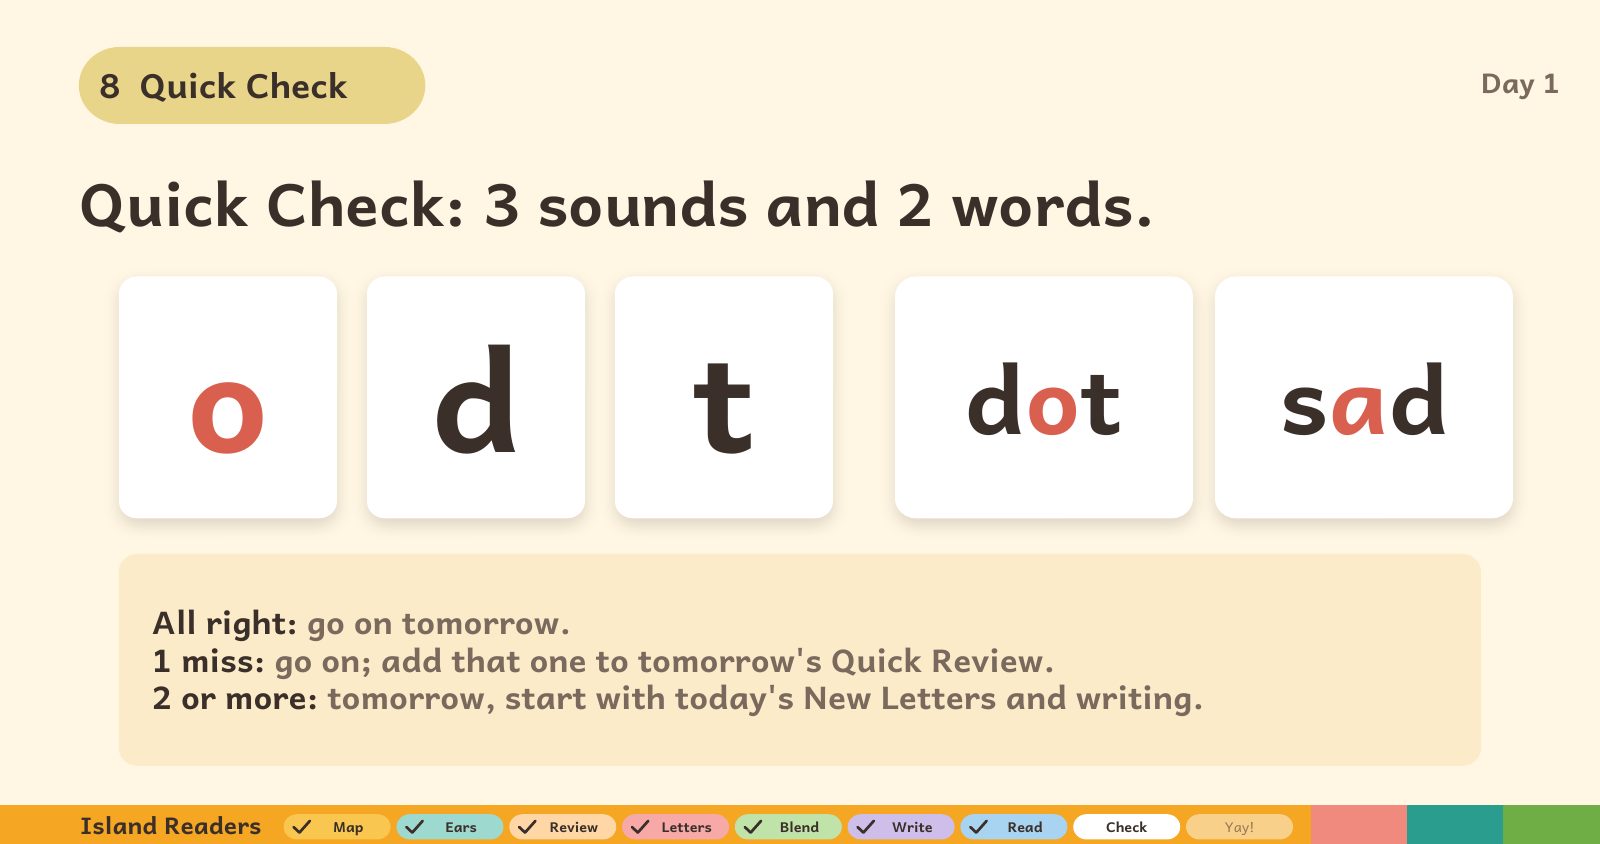 8 Quick Check
Day 1
Quick Check: 3 sounds and 2 words.
o d t dot sad
All right: go on tomorrow.
1 miss: go on; add that one to tomorrow's Quick Review.
2 or more: tomorrow, start with today's New Letters and writing.
Island Readers Map Ears Review Letters Blend Write Read Check Yay!